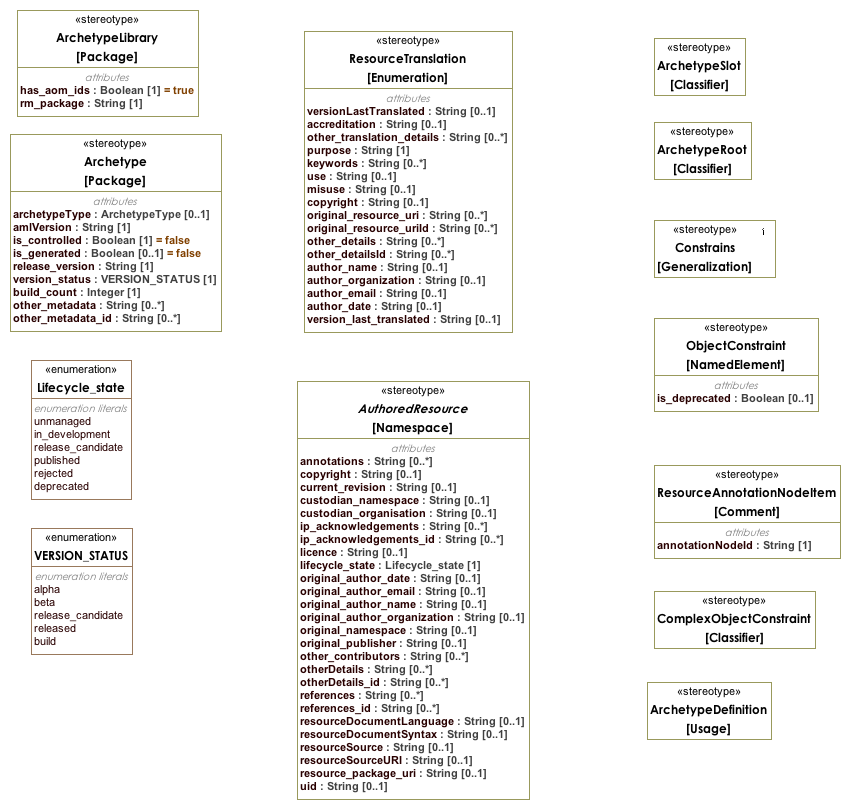 «stereotype»
ArchetypeLibrary
[Package]
attributes
has_aom_ids : Boolean [1] = true
rm_package : String [1]
«stereotype»
Archetype
[Package]
attributes
archetypeType : ArchetypeType [0..1]
amlVersion : String [1]
is_controlled : Boolean [1] = false
is_generated : Boolean [0..1] = false
release_version : String [1]
version_status : VERSION_STATUS [1]
build_count : Integer [1]
other_metadata : String [0..*]
other_metadata_id : String [0..*]
«enumeration»
Lifecycle_state
enumeration literals
unmanaged
in_development
release_candidate
published
rejected
deprecated
«enumeration»
VERSION_STATUS
enumeration literals
alpha
beta
release_candidate
released
build
«stereotype»
ResourceTranslation
[Enumeration]
attributes
versionLastTranslated : String [0..1]
accreditation : String [0..1]
other_translation_details : String [0..*]
purpose : String [1]
keywords : String [0..*]
use : String [0..1]
misuse : String [0..1]
copyright : String [0..1]
original_resource_uri : String [0..*]
original_resource_uriId : String [0..*]
other_details : String [0..*]
other_detailsId : String [0..*]
author_name : String [0..1]
author_organization : String [0..1]
author_email : String [0..1]
author_date : String [0..1]
version_last_translated : String [0..1]
«stereotype»
AuthoredResource
[Namespace]
attributes
annotations : String [0..*]
copyright : String [0..1]
current_revision : String [0..1]
custodian_namespace : String [0..1]
custodian_organisation : String [0..1]
ip_acknowledgements : String [0..*]
ip_acknowledgements_id : String [0..*]
licence : String [0..1]
lifecycle_state : Lifecycle_state [1]
original_author_date : String [0..1]
original_author_email : String [0..1]
original_author_name : String [0..1]
original_author_organization : String [0..1]
original_namespace : String [0..1]
original_publisher : String [0..1]
other_contributors : String [0..*]
otherDetails : String [0..*]
otherDetails_id : String [0..*]
references : String [0..*]
references_id : String [0..*]
resourceDocumentLanguage : String [0..1]
resourceDocumentSyntax : String [0..1]
resourceSource : String [0..1]
resourceSourceURI : String [0..1]
resource_package_uri : String [0..1]
uid : String [0..1]
«stereotype»
ArchetypeSlot
[Classifier]
«stereotype»
ArchetypeRoot
[Classifier]
«stereotype» i
Constrains
[Generalization]
«stereotype»
ObjectConstraint
[NamedElement]
attributes
is_deprecated : Boolean [0..1]
«stereotype»
ResourceAnnotationNodeItem
[Comment]
attributes
annotationNodeId : String [1]
«stereotype»
ComplexObjectConstraint
[Classifier]
«stereotype»
ArchetypeDefinition
[Usage]